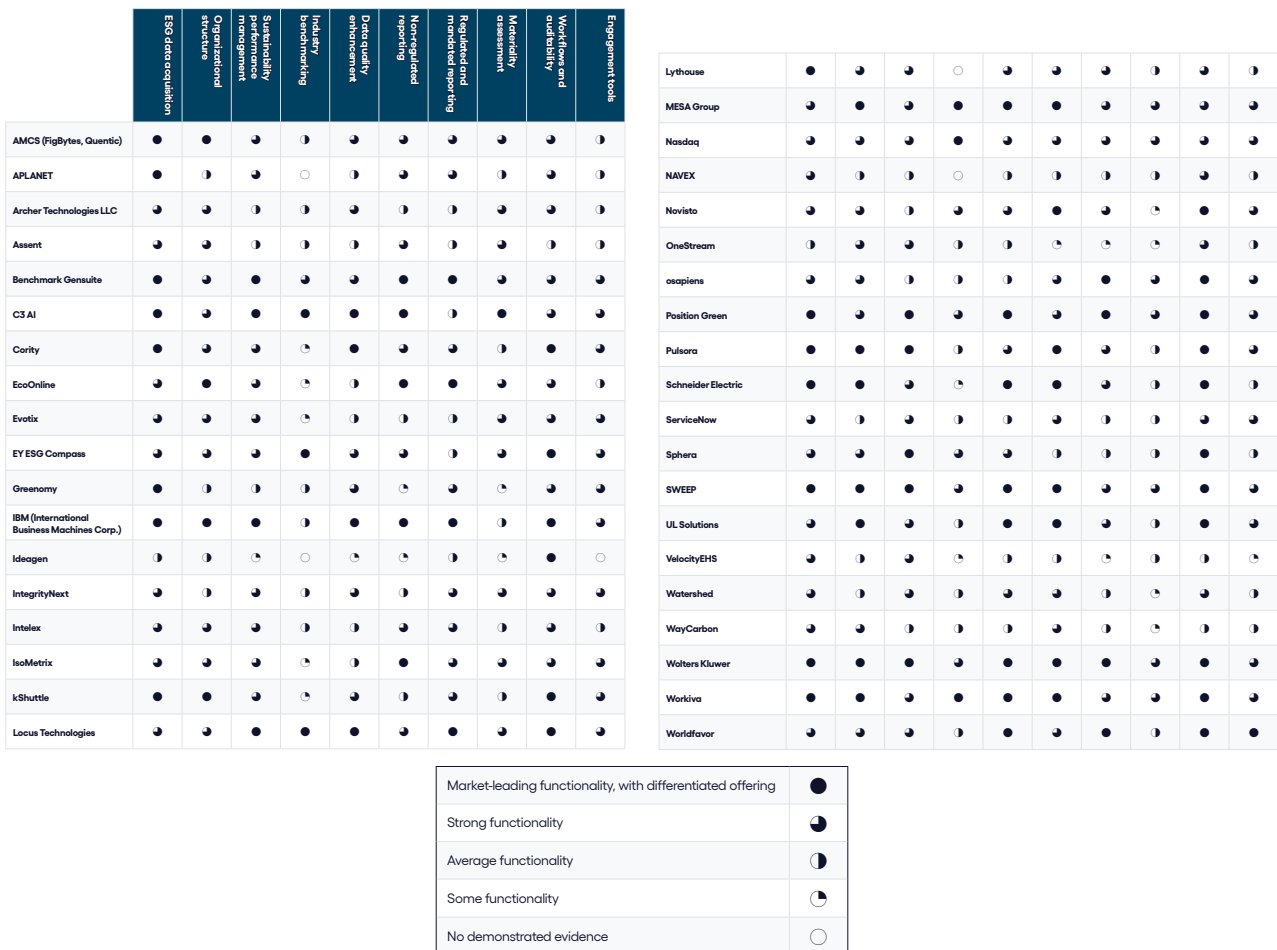 ESG data acquisition
Organizational
structure
Sustainability
performance
management
Industry
benchmarking
Data quality
enhancement
Non-regulated
reporting
Regulated and
mandated reporting
Materiality
assessment
Workflows and
auditability
Engagement tools
AMCS (FigBytes, Quentic)
APLANET
Archer Technologies LLC
Assent
Benchmark Gensuite
C3 AI
Cority
EcoOnline
Evotix
EY ESG Compass
Greenomy
IBM (International
Business Machines Corp.)
Ideagen
IntegrityNext
Intelex
IsoMetrix
kShuttle
Locus Technologies
Lythouse
MESA Group
Nasdaq
NAVEX
Novisto
OneStream
osapiens
Position Green
Pulsora
Schneider Electric
ServiceNow
Sphera
SWEEP
UL Solutions
VelocityEHS
Watershed
WayCarbon
Wolters Kluwer
Workiva
Worldfavor
Market-leading functionality, with differentiated offering
Strong functionality
Average functionality
Some functionality
No demonstrated evidence